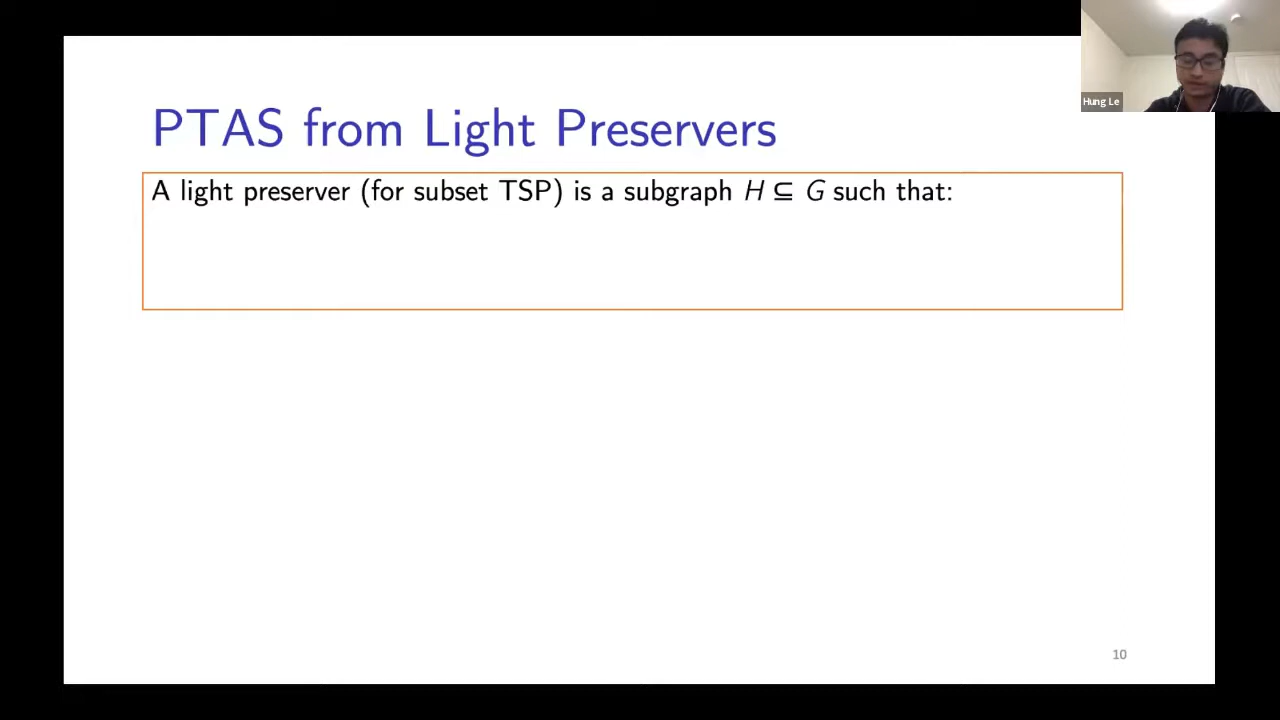 Hung Le
PTAS from Light Preservers
A light preserver (for subset TSP) is a subgraph H ⊆ G such that:
10